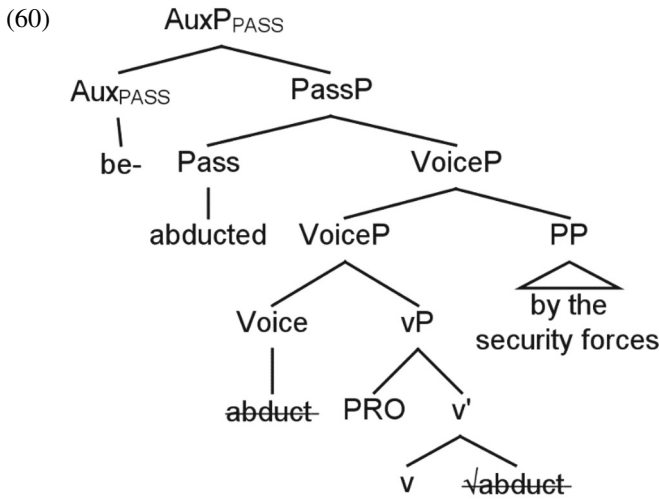 (60)
AuxPPASS
AuxPASS PassP
be- Pass VoiceP
abducted VoiceP PP
Voice vP by the
security forces
abduct PRO v'
v √abduct